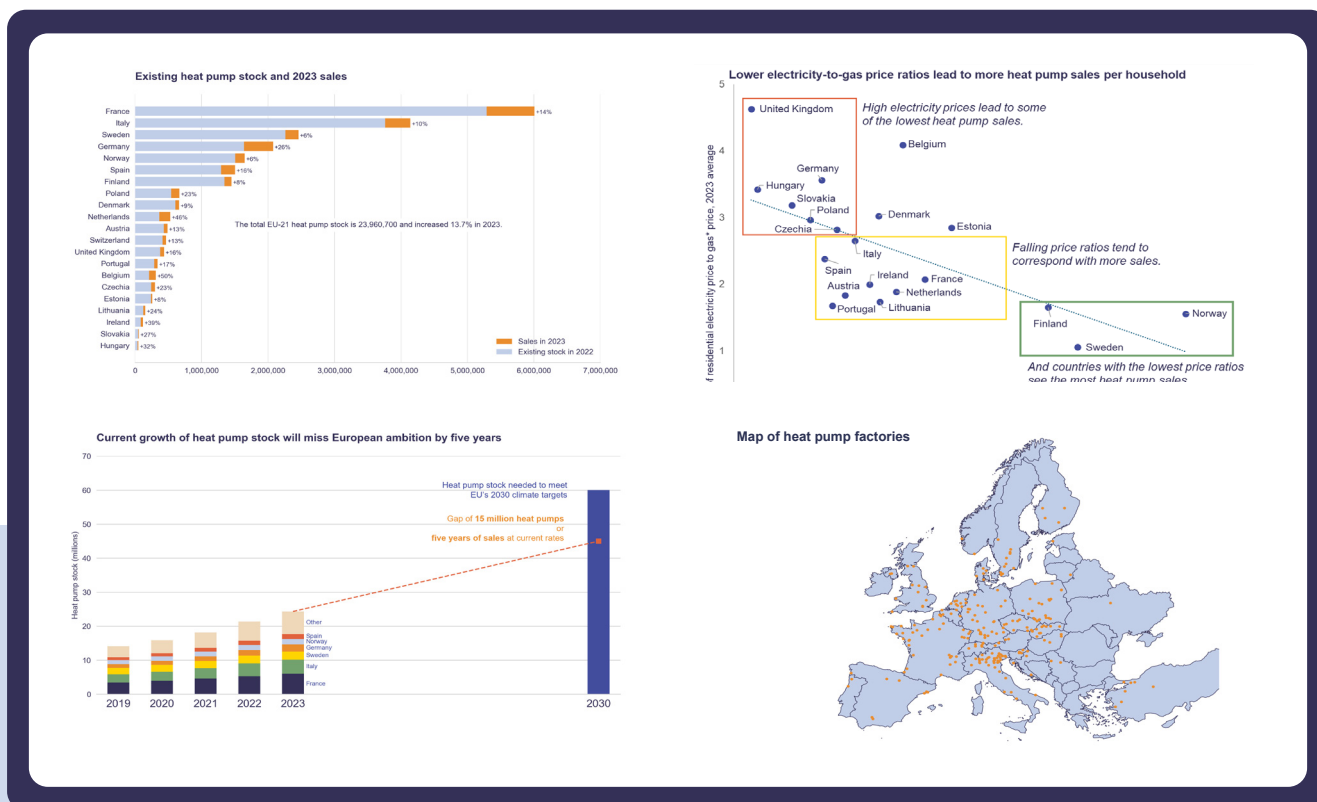 Existing heat pump stock and 2023 sales
France
+14%
Italy
+10%
Sweden
+6%
Germany
+26%
Norway
+6%
Spain
+16%
Finland
+8%
Poland
+23%
Denmark
+9%
Netherlands
+46%
Austria
+13%
Switzerland
+13%
United Kingdom
+16%
Portugal
+17%
Belgium
+50%
Czechia
+23%
Estonia
+6%
Lithuania
+24%
Ireland
+39%
Slovakia
+27%
Hungary
+32%
The total EU-21 heat pump stock is 23,960,700 and increased 13.7% in 2023.
Sales in 2023
Existing stock in 2022
0 1,000,000 2,000,000 3,000,000 4,000,000 5,000,000 6,000,000 7,000,000
Lower electricity-to-gas price ratios lead to more heat pump sales per household
5
4
3
2
1
of residential electricity price to gas* price, 2023 average
United Kingdom
High electricity prices lead to some
of the lowest heat pump sales.
Belgium
Germany
Hungary
Slovakia
Poland
Denmark
Czechia
Estonia
Italy
Falling price ratios tend to
correspond with more sales.
Spain
Ireland
France
Austria
Netherlands
Portugal
Lithuania
Finland
Norway
Sweden
And countries with the lowest price ratios
see the most heat pump sales
Current growth of heat pump stock will miss European ambition by five years
70
60
50
40
30
20
10
0
Heat pump stock (millions)
Heat pump stock needed to meet
EU's 2030 climate targets
Gap of 15 million heat pumps
or
five years of sales at current rates
Other
Spain
Norway
Germany
Sweden
Italy
France
2019 2020 2021 2022 2023 2030
Map of heat pump factories